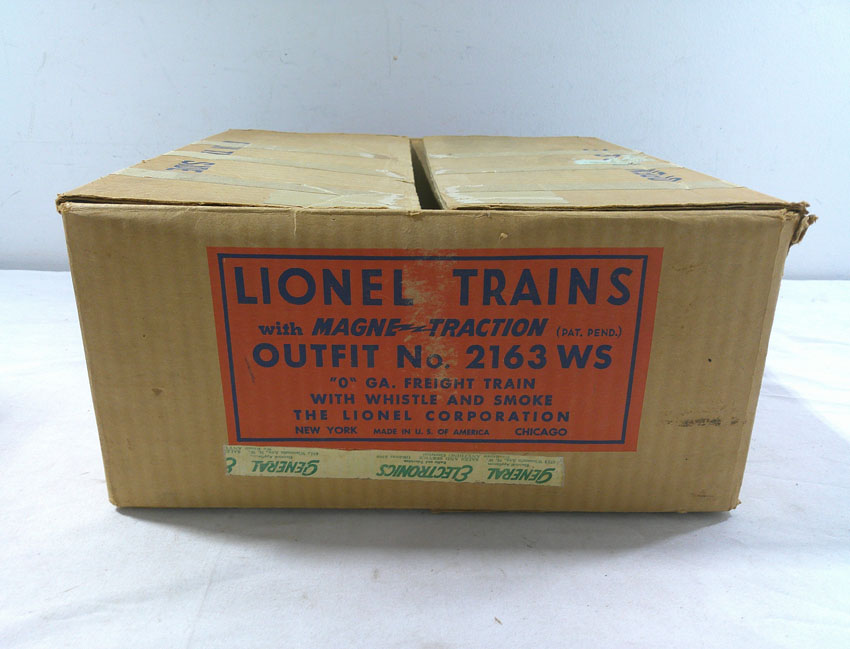 LIONEL TRAINS
with MAGNE-TRACTION (PAT. PEND.)
OUTFIT No. 2163 WS
"O" GA. FREIGHT TRAIN
WITH WHISTLE AND SMOKE
THE LIONEL CORPORATION
NEW YORK MADE IN U. S. OF AMERICA CHICAGO
GENERAL ELECTRONICS GENERAL